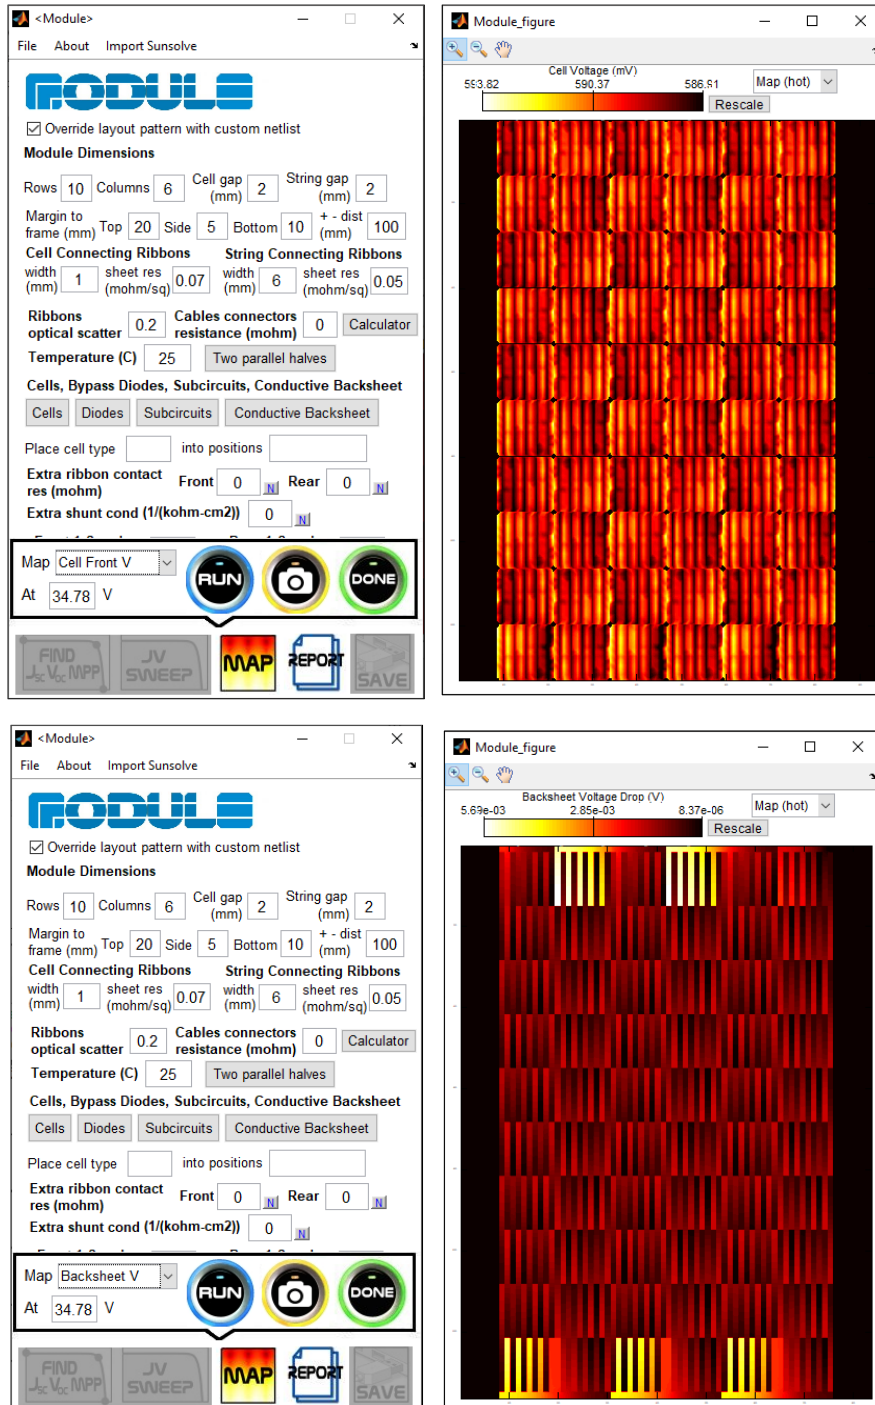 <Module>
File About Import Sunsolve
MODULE
Override layout pattern with custom netlist
Module Dimensions
Rows 10 Columns 6 Cell gap (mm) 2 String gap (mm) 2
Margin to frame (mm) Top 20 Side 5 Bottom 10 + - dist (mm) 100
Cell Connecting Ribbons String Connecting Ribbons
width (mm) 1 sheet res (mohm/sq) 0.07 width (mm) 6 sheet res (mohm/sq) 0.05
Ribbons optical scatter 0.2 Cables connectors resistance (mohm) 0 Calculator
Temperature (C) 25 Two parallel halves
Cells, Bypass Diodes, Subcircuits, Conductive Backsheet
Cells Diodes Subcircuits Conductive Backsheet
Place cell type into positions
Extra ribbon contact res (mohm) Front 0 N Rear 0 N
Extra shunt cond (1/(kohm-cm2)) 0 N
Map Cell Front V
At 34.78 V
RUN DONE
FIND Jsc Voc MPP JV SWEEP MAP REPORT SAVE
Module_figure
Cell Voltage (mV)
593.82 590.37 586.91
Map (hot)
Rescale
<Module>
File About Import Sunsolve
MODULE
Override layout pattern with custom netlist
Module Dimensions
Rows 10 Columns 6 Cell gap (mm) 2 String gap (mm) 2
Margin to frame (mm) Top 20 Side 5 Bottom 10 + - dist (mm) 100
Cell Connecting Ribbons String Connecting Ribbons
width (mm) 1 sheet res (mohm/sq) 0.07 width (mm) 6 sheet res (mohm/sq) 0.05
Ribbons optical scatter 0.2 Cables connectors resistance (mohm) 0 Calculator
Temperature (C) 25 Two parallel halves
Cells, Bypass Diodes, Subcircuits, Conductive Backsheet
Cells Diodes Subcircuits Conductive Backsheet
Place cell type into positions
Extra ribbon contact res (mohm) Front 0 N Rear 0 N
Extra shunt cond (1/(kohm-cm2)) 0 N
Map Backsheet V
At 34.78 V
RUN DONE
FIND Jsc Voc MPP JV SWEEP MAP REPORT SAVE
Module_figure
Backsheet Voltage Drop (V)
5.69e-03 2.85e-03 8.37e-06
Map (hot)
Rescale